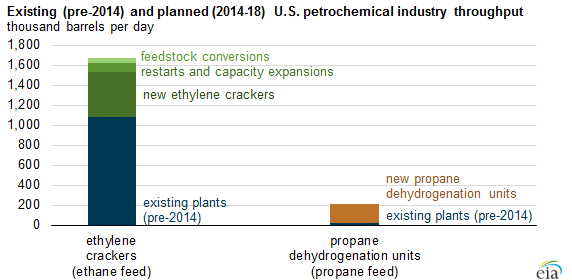 Existing (pre-2014) and planned (2014-18) U.S. petrochemical industry throughput
thousand barrels per day
1,800
1,600
1,400
1,200
1,000
800
600
400
200
0
feedstock conversions
restarts and capacity expansions
new ethylene crackers
existing plants
(pre-2014)
new propane
dehydrogenation units
existing plants (pre-2014)
ethylene
crackers
(ethane feed)
propane
dehydrogenation units
(propane feed)
eia